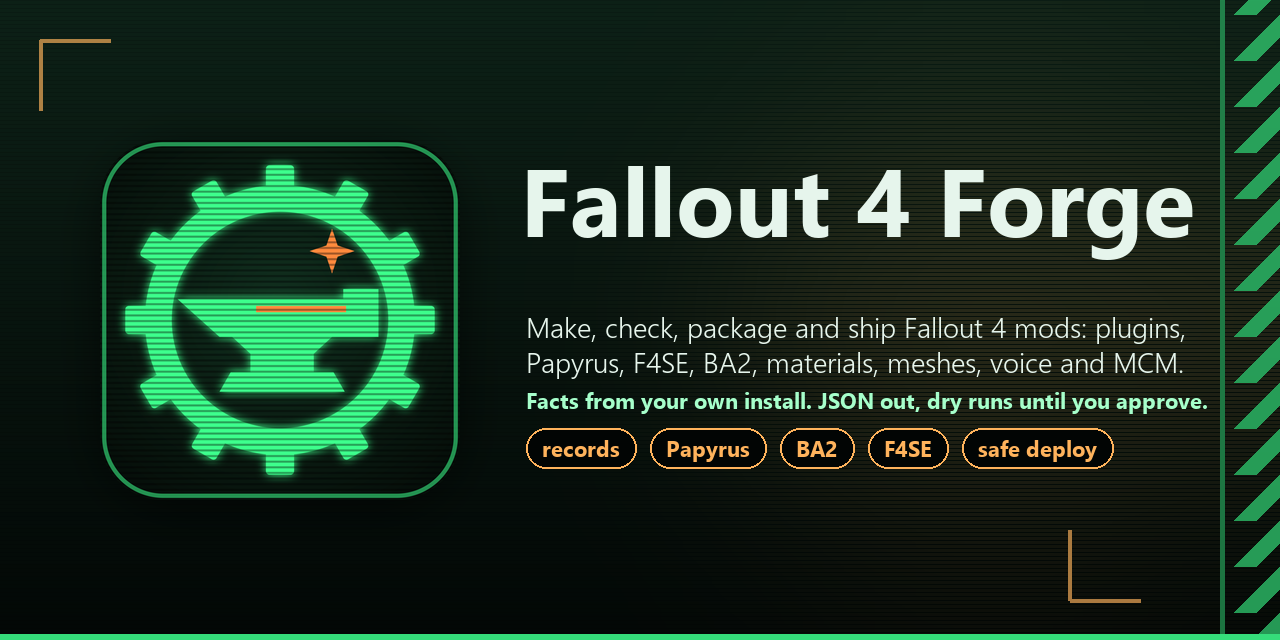 Fallout 4 Forge
Make, check, package and ship Fallout 4 mods: plugins,
Papyrus, F4SE, BA2, materials, meshes, voice and MCM.
Facts from your own install. JSON out, dry runs until you approve.
records Papyrus BA2 F4SE safe deploy